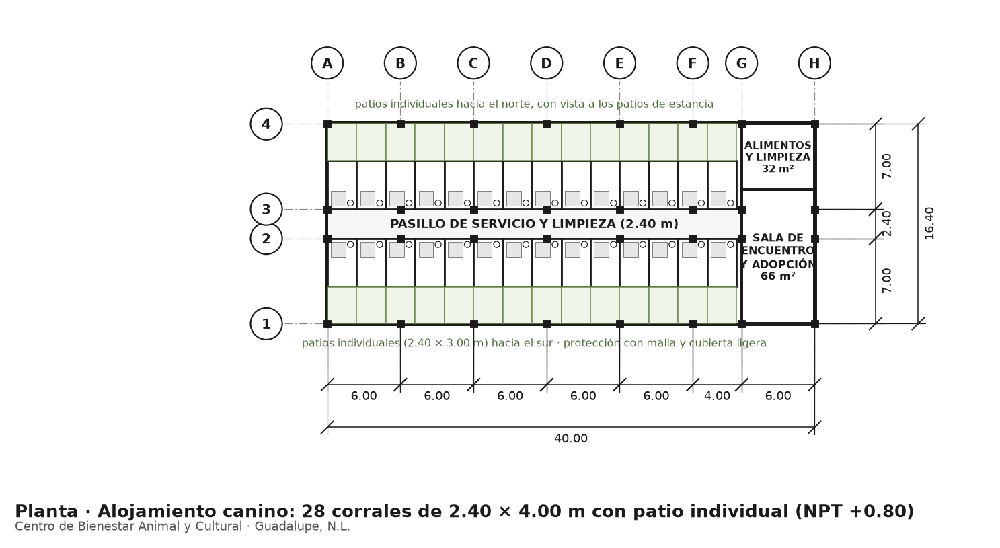 A B C D E F G H
patios individuales hacia el norte, con vista a los patios de estancia
4
ALIMENTOS
Y LIMPIEZA
32 m²
7.00
3
PASILLO DE SERVICIO Y LIMPIEZA (2.40 m)
2.40
16.40
2
SALA DE
ENCUENTRO
Y ADOPCIÓN
66 m²
7.00
1
patios individuales (2.40 × 3.00 m) hacia el sur · protección con malla y cubierta ligera
6.00 6.00 6.00 6.00 6.00 4.00 6.00
40.00
Planta · Alojamiento canino: 28 corrales de 2.40 × 4.00 m con patio individual (NPT +0.80)
Centro de Bienestar Animal y Cultural · Guadalupe, N.L.